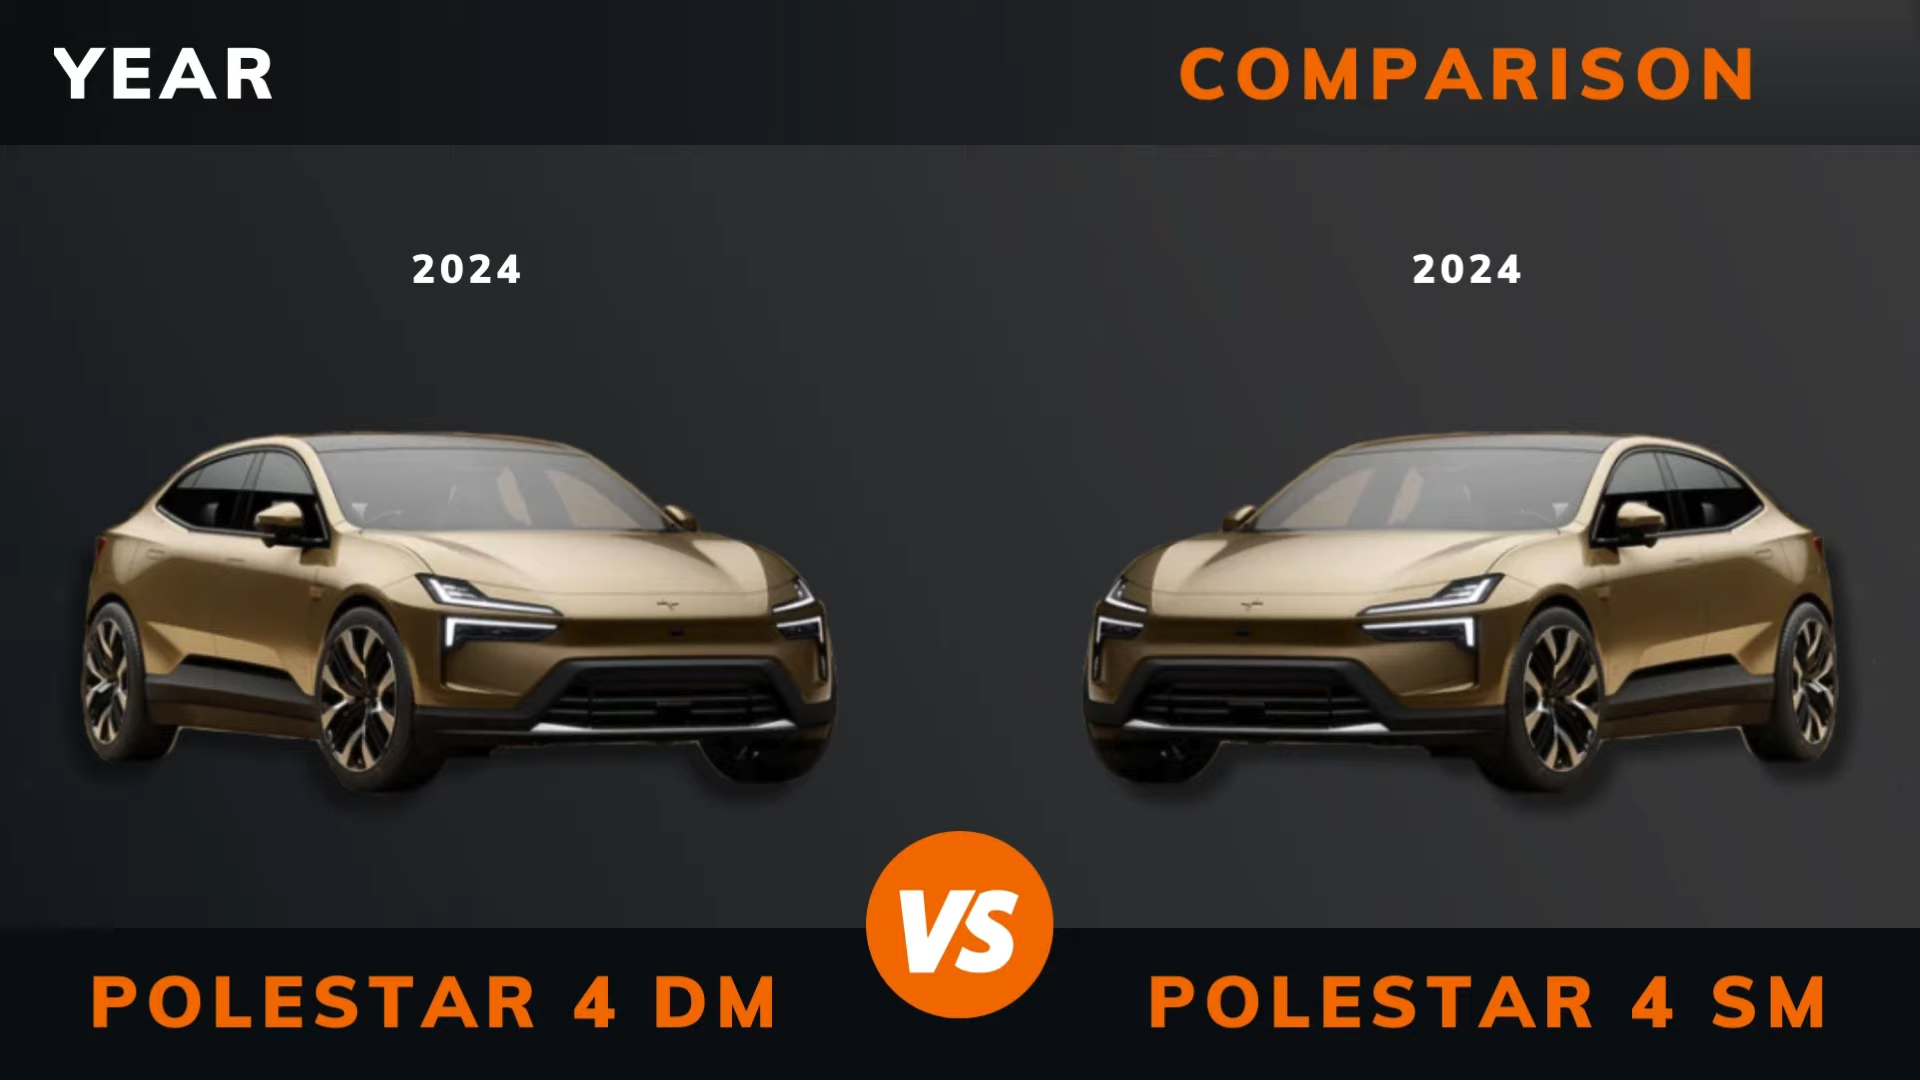 YEAR
COMPARISON
2024
2024
VS
POLESTAR 4 DM
POLESTAR 4 SM